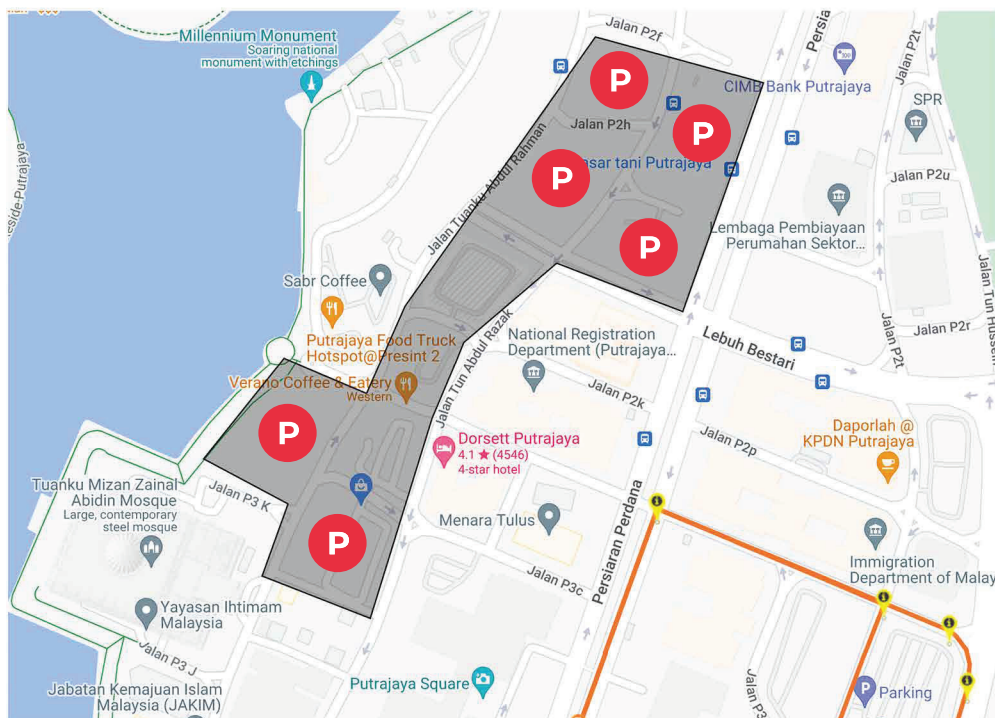 Millennium Monument
Soaring national
monument with etchings
Jalan P2f
Jalan P2t
CIMB Bank Putrajaya
SPR
Jalan P2h
P
P
P
P
asar tani Putrajaya
Jalan P2u
Jalan Tuanku Abdul Rahman
Lembaga Pembiayaan
Perumahan Sektor...
Sabr Coffee
Jalan Tun Abdul Razak
Putrajaya Food Truck
Hotspot@Presint 2
National Registration
Department (Putrajaya...
Lebuh Bestari
Jalan P2r
Jalan P2t
Verano Coffee & Eatery
Western
Jalan P2k
Jalan P2p
Daporlah @
KPDN Putrajaya
P
Dorsett Putrajaya
4.1 ★ (4546)
4-star hotel
Tuanku Mizan Zainal
Abidin Mosque
Large, contemporary
steel mosque
Jalan P3 K
P
Menara Tulus
Persiaran Perdana
Jalan P3c
Immigration
Department of Malay
Yayasan Ihtimam
Malaysia
Jalan P3 J
Jabatan Kemajuan Islam
Malaysia (JAKIM)
Putrajaya Square
P
Parking